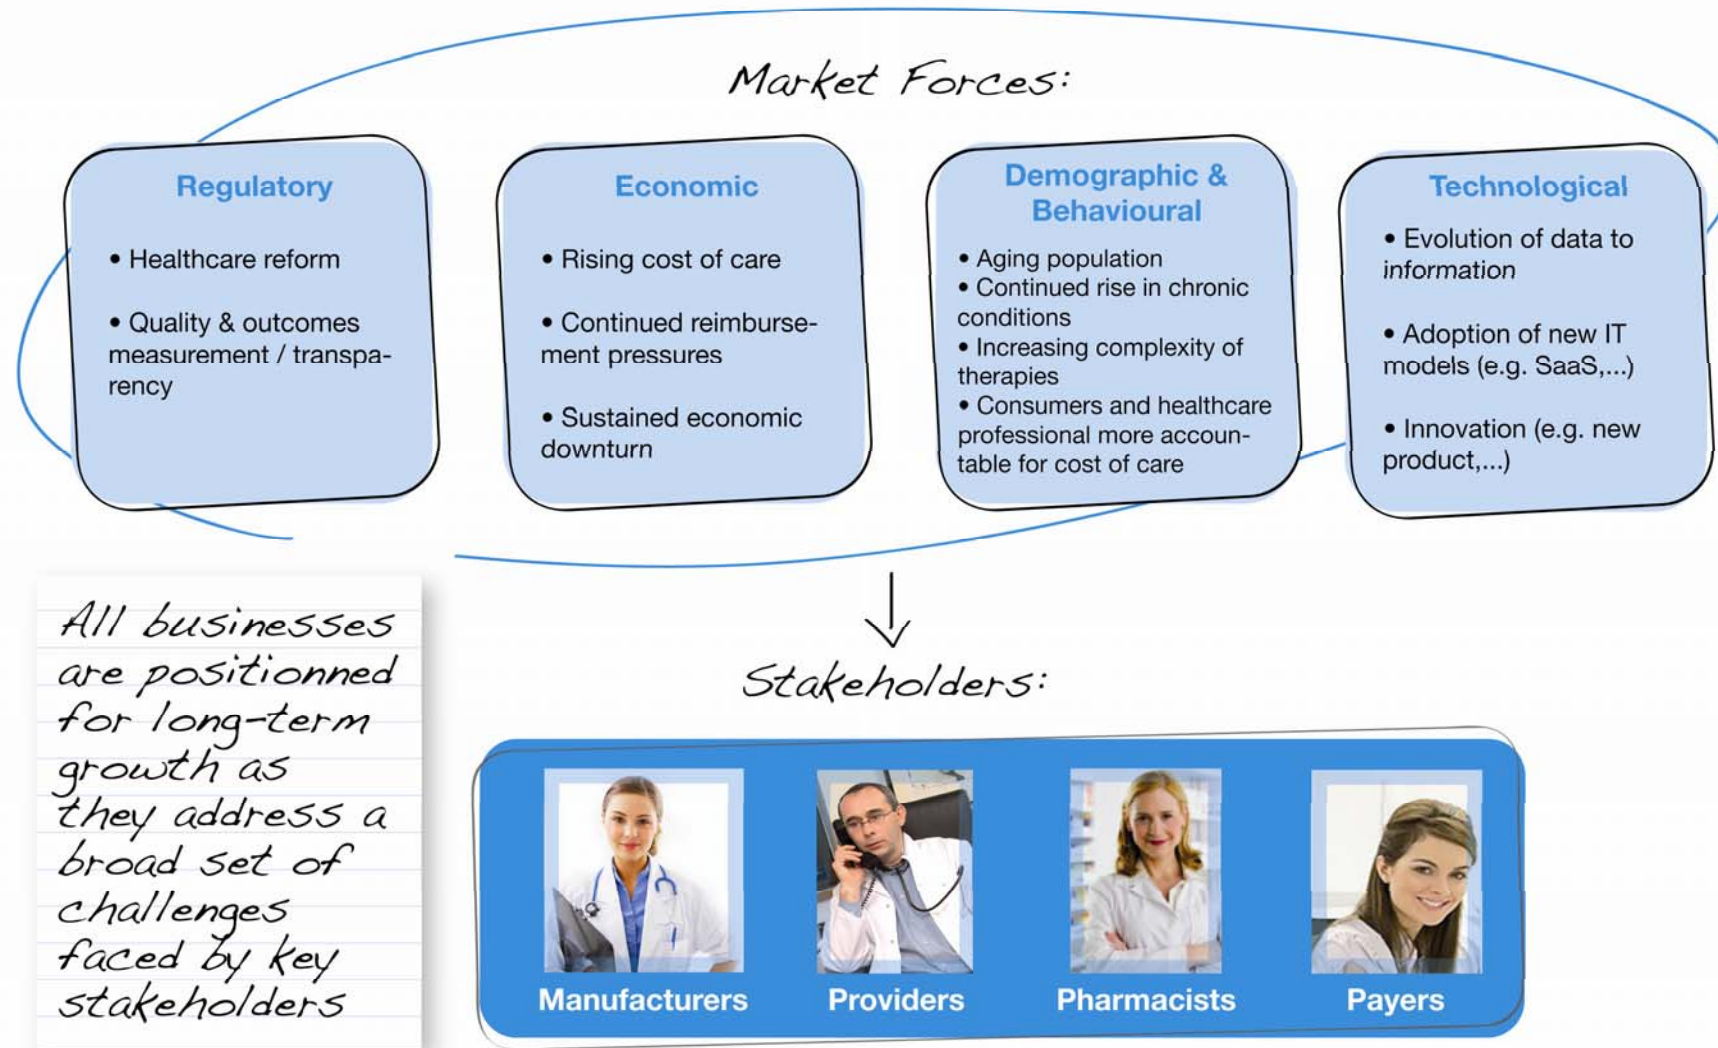 Market Forces:
Regulatory
• Healthcare reform
• Quality & outcomes
measurement / transpa-
rency
Economic
• Rising cost of care
• Continued reimburse-
ment pressures
• Sustained economic
downturn
Demographic &
Behavioural
• Aging population
• Continued rise in chronic
conditions
• Increasing complexity of
therapies
• Consumers and healthcare
professional more accoun-
table for cost of care
Technological
• Evolution of data to
information
• Adoption of new IT
models (e.g. SaaS,...)
• Innovation (e.g. new
product,...)
All businesses
are positionned
for long-term
growth as
they address a
broad set of
challenges
faced by key
stakeholders
Stakeholders:
Manufacturers
Providers
Pharmacists
Payers